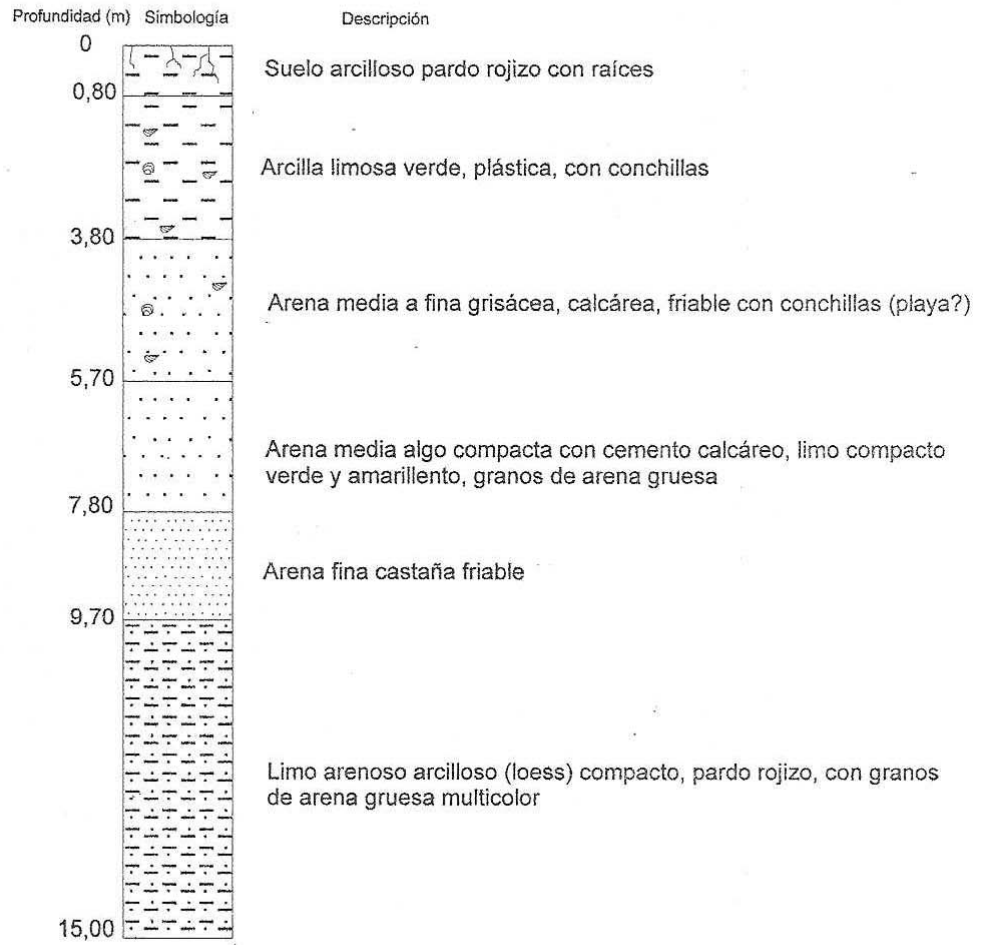 Profundidad (m) Simbología Descripción
0
Suelo arcilloso pardo rojizo con raíces
0,80
Arcilla limosa verde, plástica, con conchillas
3,80
Arena media a fina grisácea, calcárea, friable con conchillas (playa?)
5,70
Arena media algo compacta con cemento calcáreo, limo compacto
verde y amarillento, granos de arena gruesa
7,80
Arena fina castaña friable
9,70
Limo arenoso arcilloso (loess) compacto, pardo rojizo, con granos
de arena gruesa multicolor
15,00